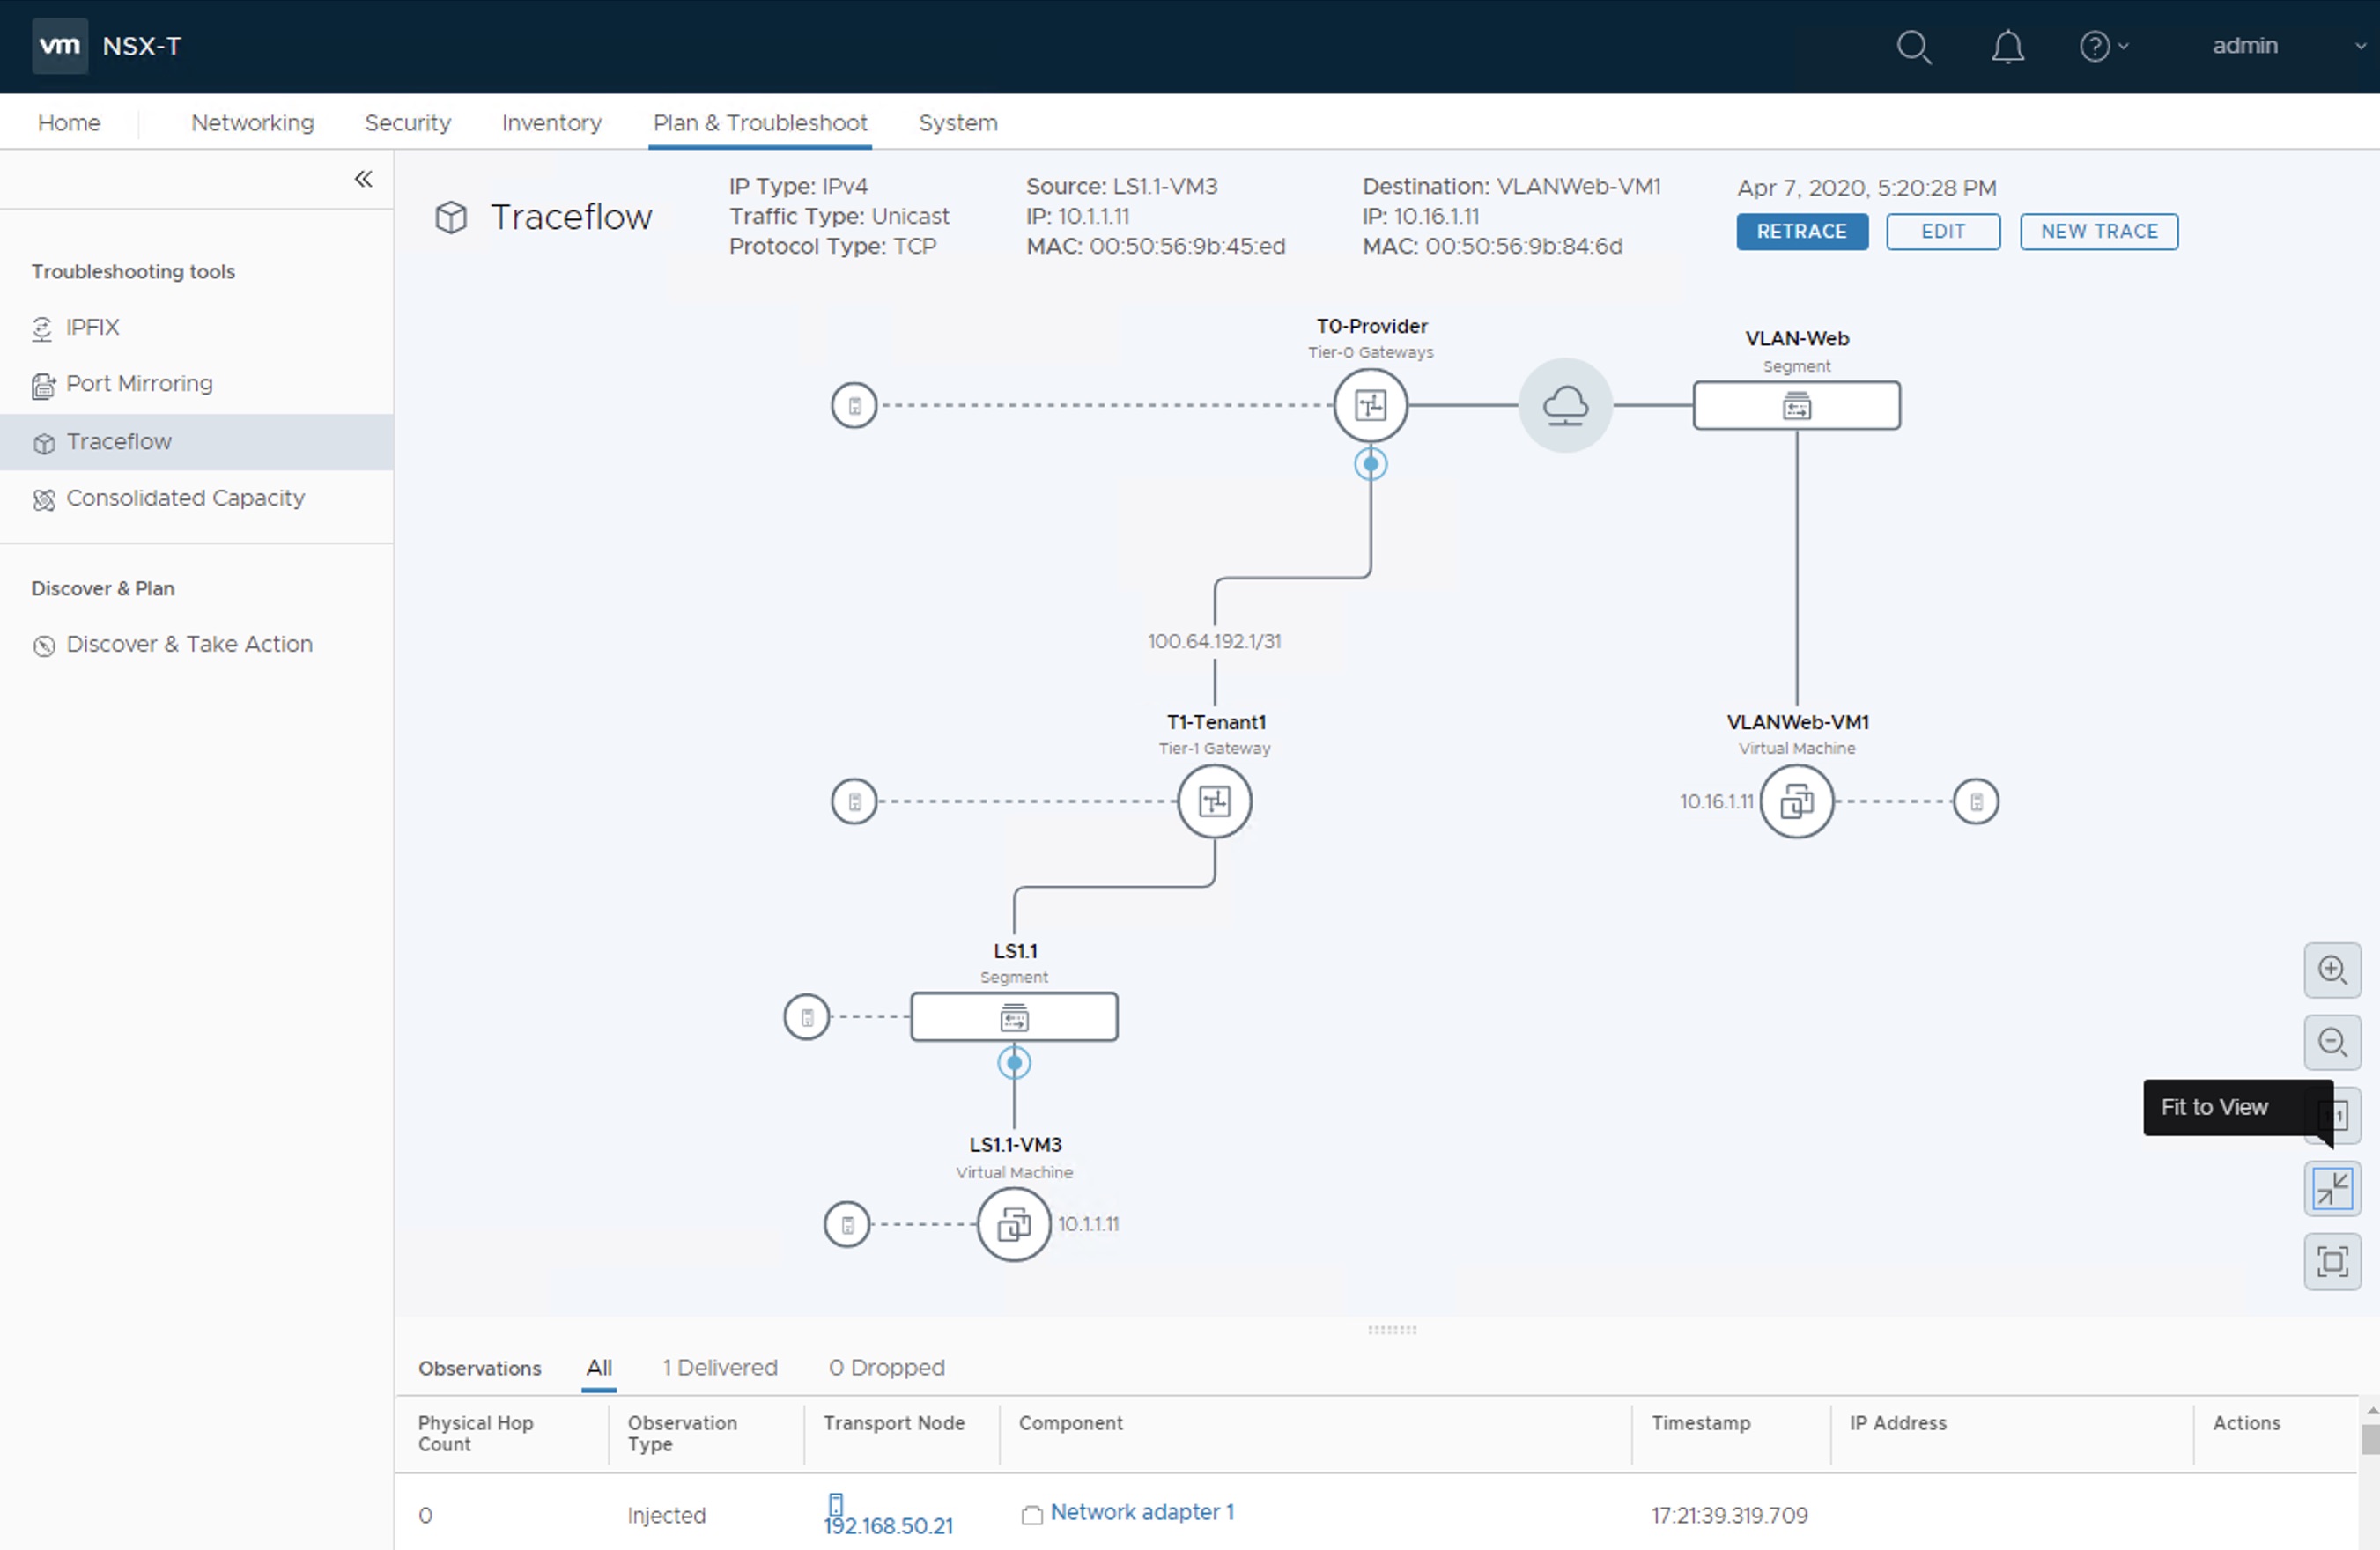 vm NSX-T
admin
Home Networking Security Inventory Plan & Troubleshoot System
Troubleshooting tools
IPFIX
Port Mirroring
Traceflow
Consolidated Capacity
Discover & Plan
Discover & Take Action
Traceflow
IP Type: IPv4
Traffic Type: Unicast
Protocol Type: TCP
Source: LS1.1-VM3
IP: 10.1.1.11
MAC: 00:50:56:9b:45:ed
Destination: VLANWeb-VM1
IP: 10.16.1.11
MAC: 00:50:56:9b:84:6d
Apr 7, 2020, 5:20:28 PM
RETRACE EDIT NEW TRACE
T0-Provider
Tier-0 Gateways
VLAN-Web
Segment
100.64.192.1/31
T1-Tenant1
Tier-1 Gateway
VLANWeb-VM1
Virtual Machine
10.16.1.11
LS1.1
Segment
LS1.1-VM3
Virtual Machine
10.1.1.11
Fit to View
Observations All 1 Delivered 0 Dropped
Physical Hop Count
Observation Type
Transport Node
Component
Timestamp
IP Address
Actions
0 Injected 192.168.50.21 Network adapter 1 17:21:39.319.709